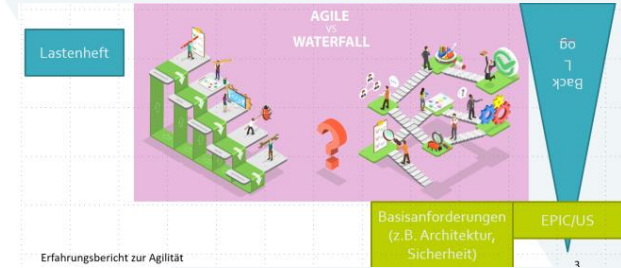 AGILE
VS
WATERFALL
Lastenheft
Back
L
og
Basisanforderungen
(z.B. Architektur,
Sicherheit)
EPIC/US
Erfahrungsbericht zur Agilität
3